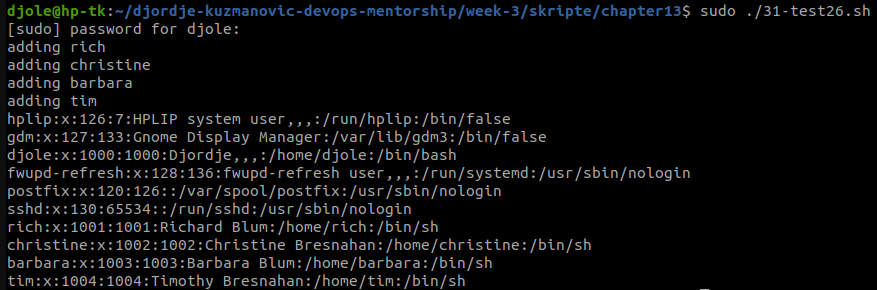 djole@hp-tk:~/djordje-kuzmanovic-devops-mentorship/week-3/skripte/chapter13$ sudo ./31-test26.sh
[sudo] password for djole:
adding rich
adding christine
adding barbara
adding tim
hplip:x:126:7:HPLIP system user,,,:/run/hplip:/bin/false
gdm:x:127:133:Gnome Display Manager:/var/lib/gdm3:/bin/false
djole:x:1000:1000:Djordje,,,:/home/djole:/bin/bash
fwupd-refresh:x:128:136:fwupd-refresh user,,,:/run/systemd:/usr/sbin/nologin
postfix:x:120:126::/var/spool/postfix:/usr/sbin/nologin
sshd:x:130:65534::/run/sshd:/usr/sbin/nologin
rich:x:1001:1001:Richard Blum:/home/rich:/bin/sh
christine:x:1002:1002:Christine Bresnahan:/home/christine:/bin/sh
barbara:x:1003:1003:Barbara Blum:/home/barbara:/bin/sh
tim:x:1004:1004:Timothy Bresnahan:/home/tim:/bin/sh